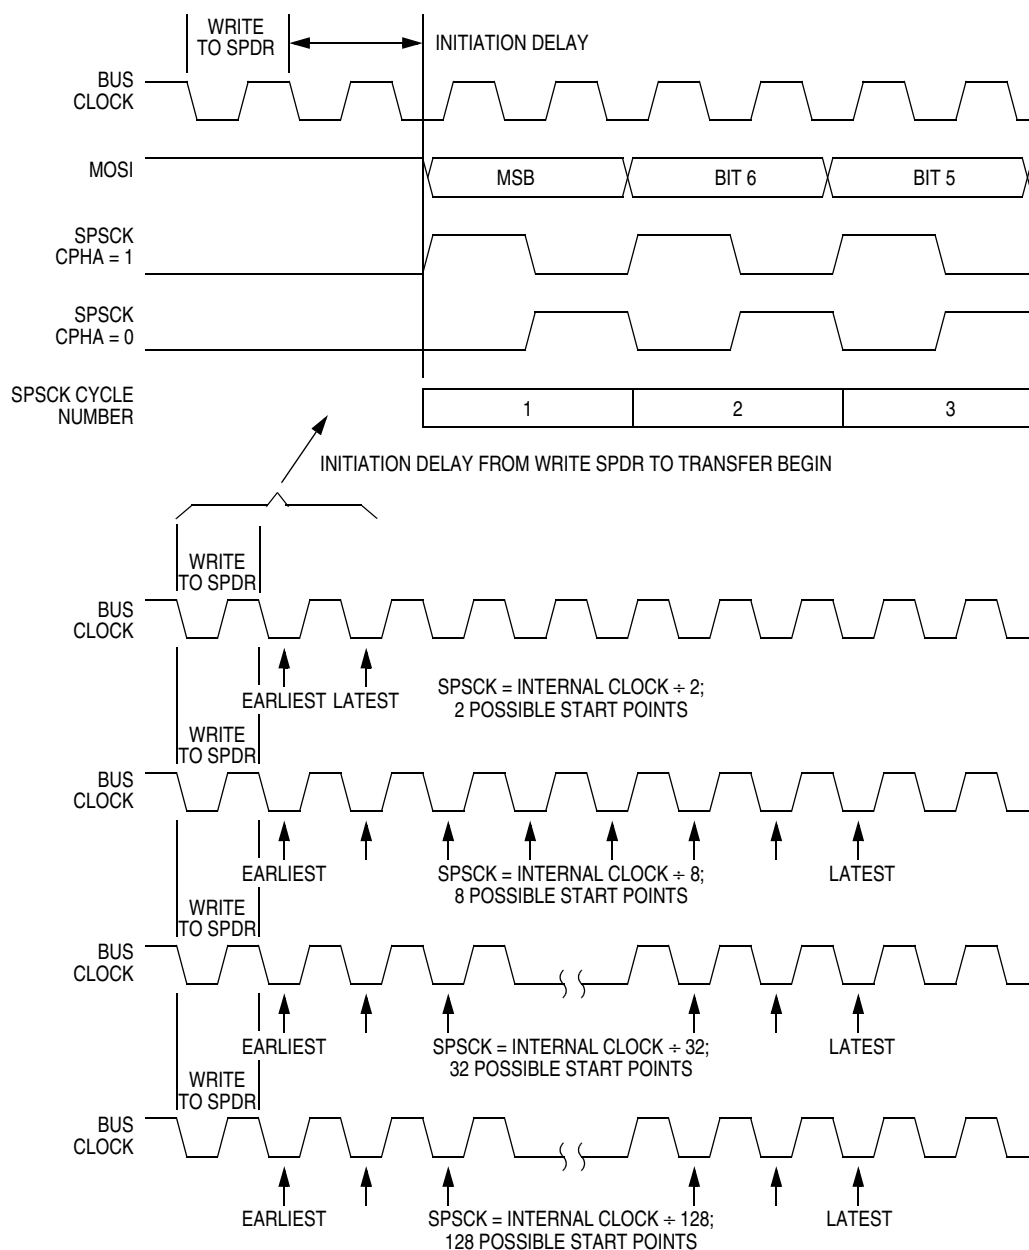 WRITE
TO SPDR
INITIATION DELAY
BUS
CLOCK
MOSI
MSB
BIT 6
BIT 5
SPSCK
CPHA = 1
SPSCK
CPHA = 0
SPSCK CYCLE
NUMBER
1
2
3
INITIATION DELAY FROM WRITE SPDR TO TRANSFER BEGIN
WRITE
TO SPDR
BUS
CLOCK
EARLIEST
LATEST
SPSCK = INTERNAL CLOCK ÷ 2;
2 POSSIBLE START POINTS
WRITE
TO SPDR
BUS
CLOCK
EARLIEST
SPSCK = INTERNAL CLOCK ÷ 8;
8 POSSIBLE START POINTS
LATEST
WRITE
TO SPDR
BUS
CLOCK
EARLIEST
SPSCK = INTERNAL CLOCK ÷ 32;
32 POSSIBLE START POINTS
LATEST
WRITE
TO SPDR
BUS
CLOCK
EARLIEST
SPSCK = INTERNAL CLOCK ÷ 128;
128 POSSIBLE START POINTS
LATEST